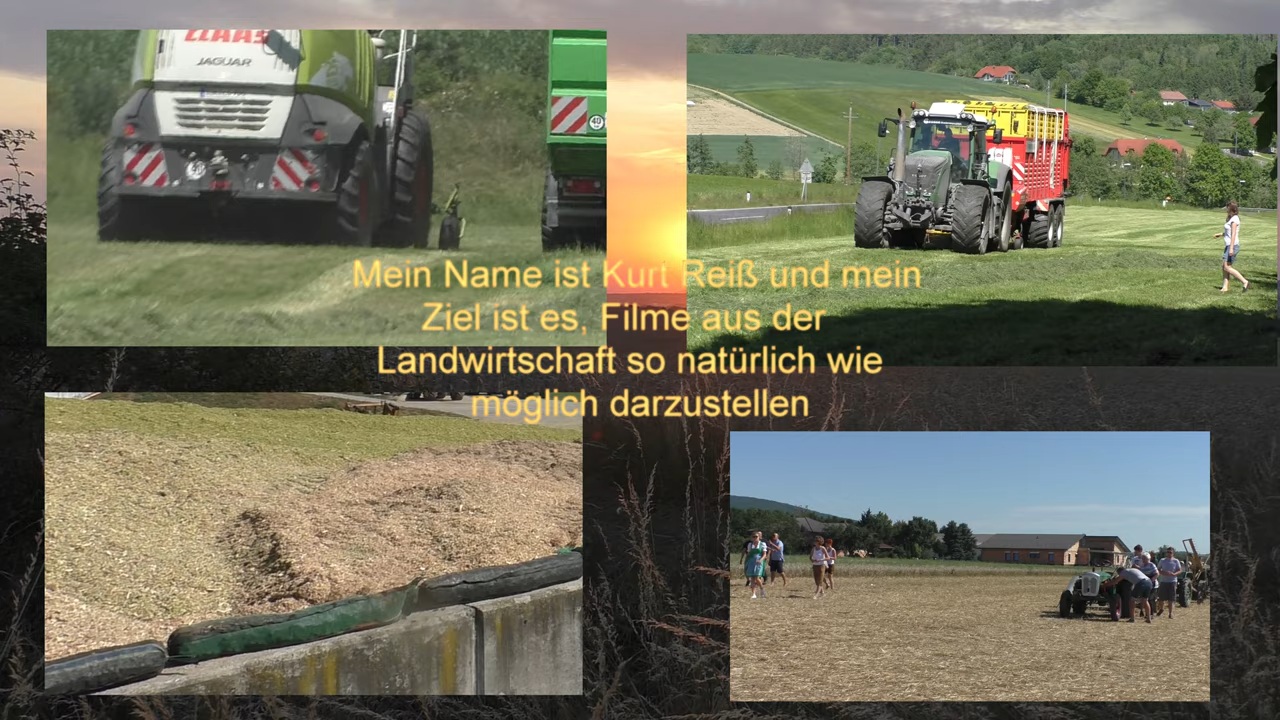 CLAAS
JAGUAR
40
Mein Name ist Kurt Reiß und mein
Ziel ist es, Filme aus der
Landwirtschaft so natürlich wie
möglich darzustellen